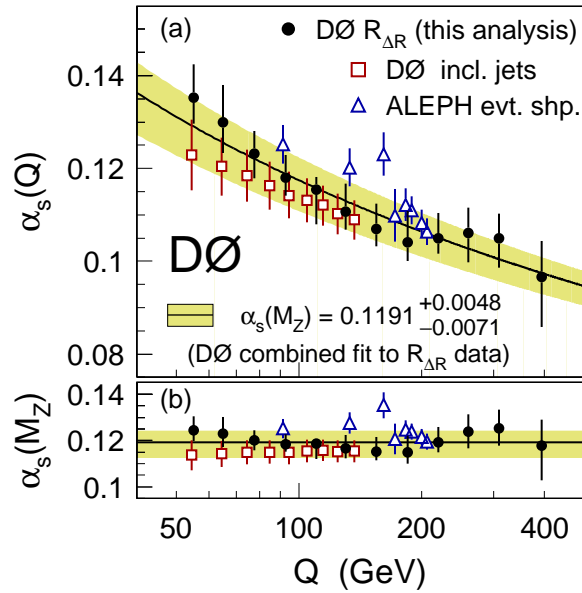 (a)
DØ R_ΔR (this analysis)
DØ incl. jets
ALEPH evt. shp.
α_s(Q)
0.14
0.12
0.1
0.08
DØ
α_s(M_Z) = 0.1191 +0.0048 −0.0071
(DØ combined fit to R_ΔR data)
(b)
α_s(M_Z)
0.14
0.12
0.1
50 100 200 400
Q (GeV)